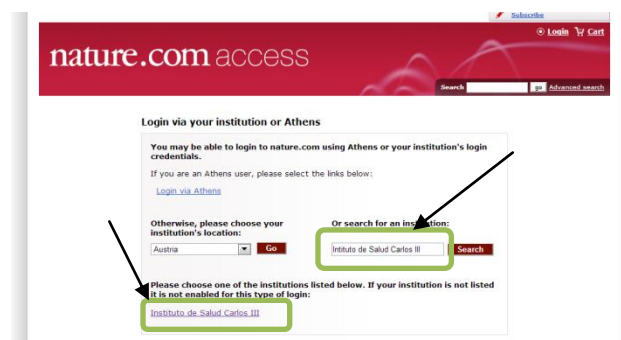 Subscribe
Login Cart
nature.com access
Search go Advanced search
Login via your institution or Athens
You may be able to login to nature.com using Athens or your institution's login
credentials.
If you are an Athens user, please select the links below:
Login via Athens
Otherwise, please choose your
institution's location:
Austria Go
Or search for an institution:
Intituto de Salud Carlos III Search
Please choose one of the institutions listed below. If your institution is not listed
it is not enabled for this type of login:
Instituto de Salud Carlos III